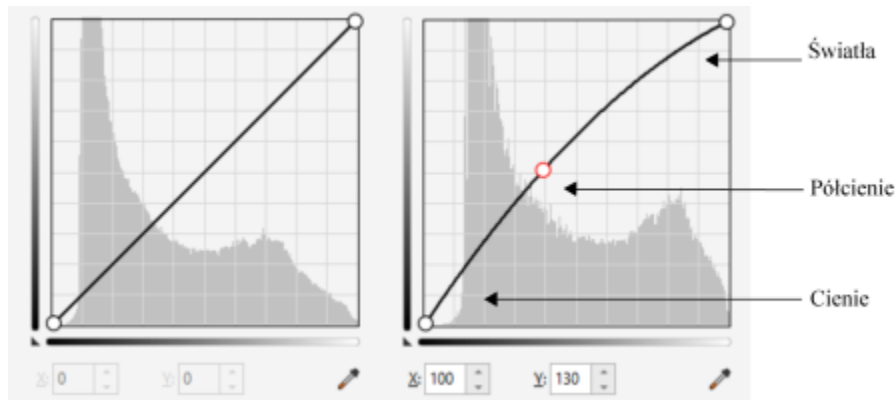 Światła
Półcienie
Cienie
X: 0 Y: 0
X: 100 Y: 130